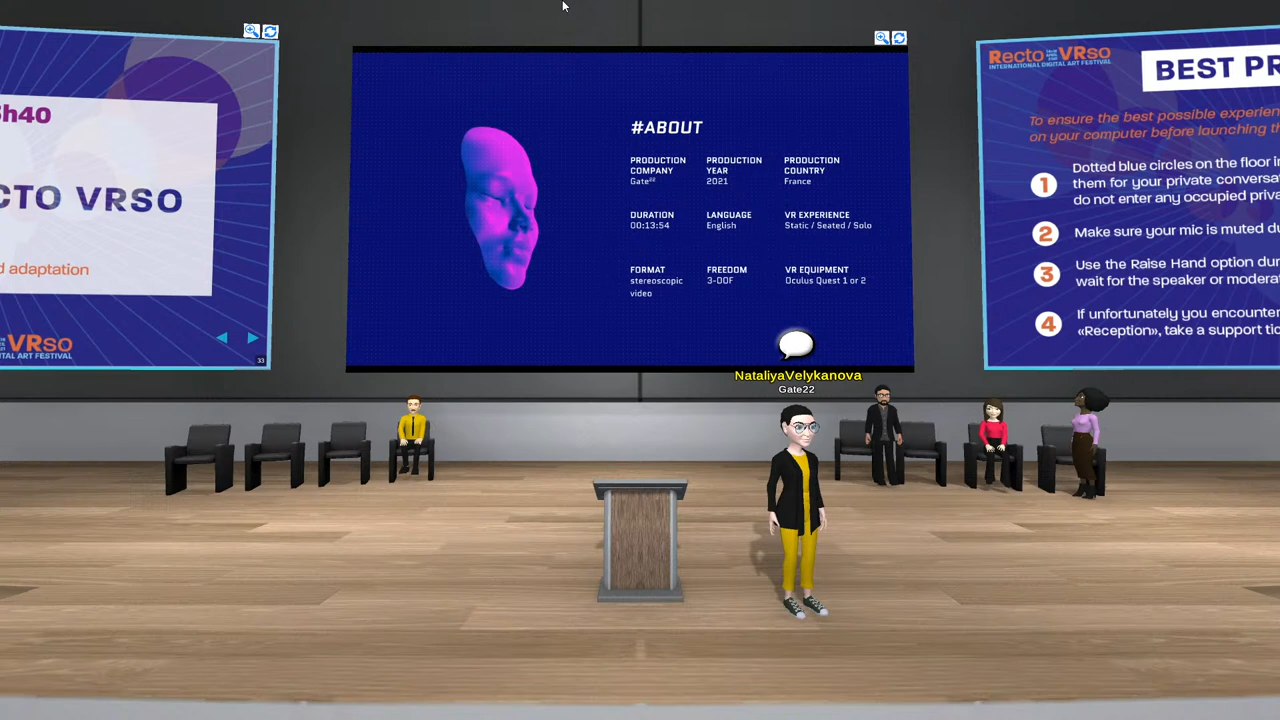 h40
CTO VRSO
d adaptation
VRso
TAL ART FESTIVAL
33
#ABOUT
PRODUCTION COMPANY
Gate²²
PRODUCTION YEAR
2021
PRODUCTION COUNTRY
France
DURATION
00:13:54
LANGUAGE
English
VR EXPERIENCE
Static / Seated / Solo
FORMAT
stereoscopic
video
FREEDOM
3-DOF
VR EQUIPMENT
Oculus Quest 1 or 2
Recto VRso
INTERNATIONAL DIGITAL ART FESTIVAL
BEST PR
To ensure the best possible experien
on your computer before launching th
1 Dotted blue circles on the floor in
them for your private conversa
do not enter any occupied priva
2 Make sure your mic is muted du
3 Use the Raise Hand option dur
wait for the speaker or modera
4 If unfortunately you encounter
«Reception», take a support tic
NataliyaVelykanova
Gate22